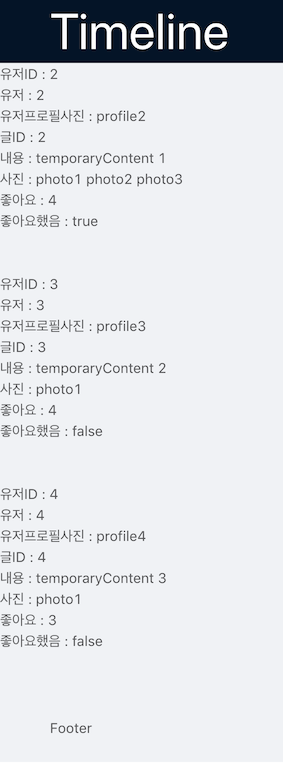 Timeline
유저ID : 2
유저 : 2
유저프로필사진 : profile2
글ID : 2
내용 : temporaryContent 1
사진 : photo1 photo2 photo3
좋아요 : 4
좋아요했음 : true
유저ID : 3
유저 : 3
유저프로필사진 : profile3
글ID : 3
내용 : temporaryContent 2
사진 : photo1
좋아요 : 4
좋아요했음 : false
유저ID : 4
유저 : 4
유저프로필사진 : profile4
글ID : 4
내용 : temporaryContent 3
사진 : photo1
좋아요 : 3
좋아요했음 : false
Footer